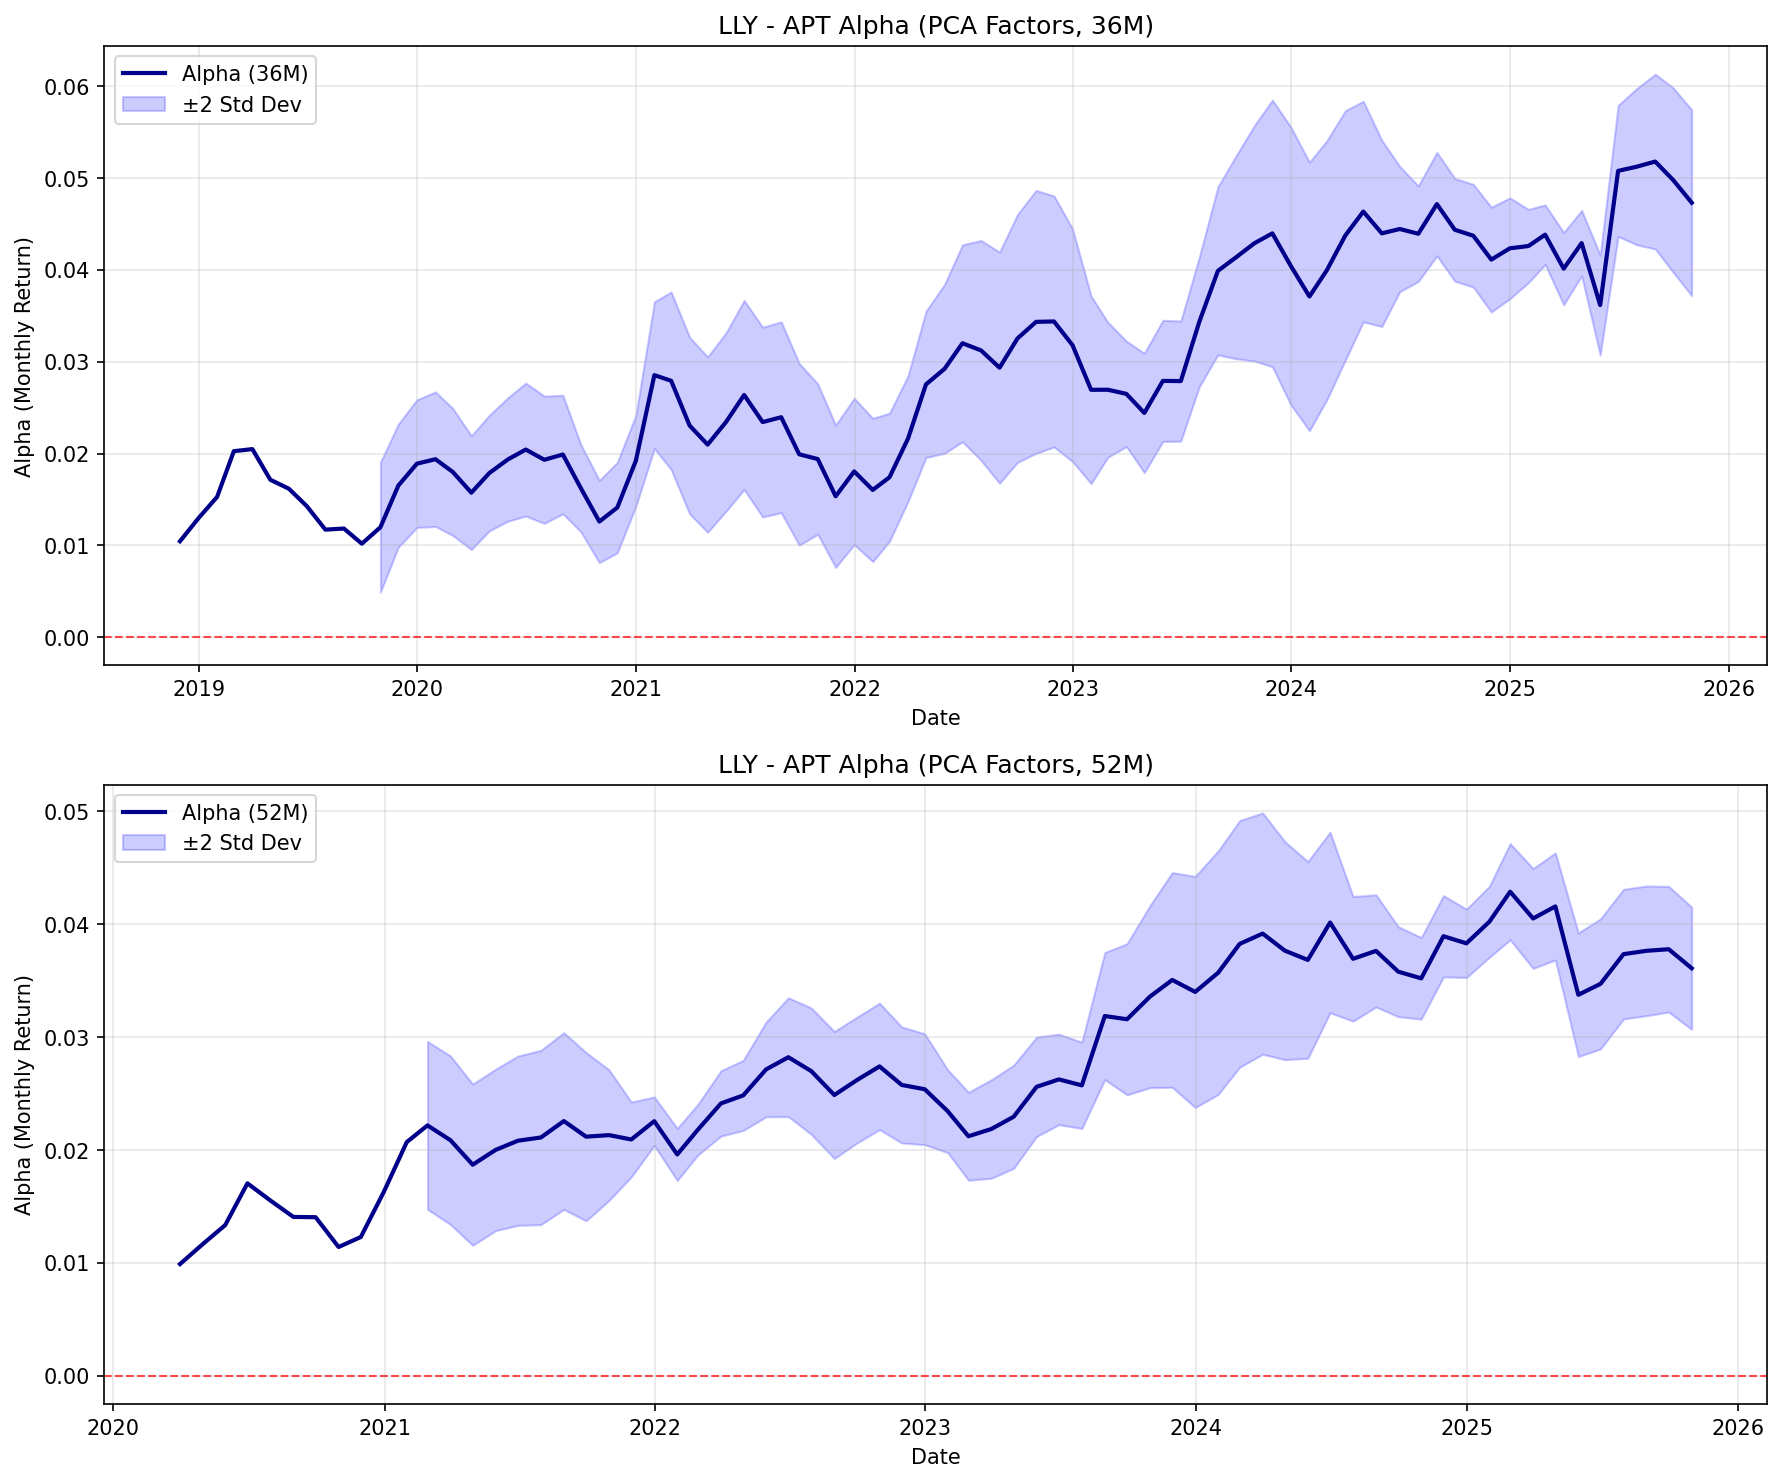 LLY - APT Alpha (PCA Factors, 36M)
Alpha (36M)
±2 Std Dev
Alpha (Monthly Return)
0.06
0.05
0.04
0.03
0.02
0.01
0.00
2019 2020 2021 2022 2023 2024 2025 2026
Date
LLY - APT Alpha (PCA Factors, 52M)
Alpha (52M)
±2 Std Dev
Alpha (Monthly Return)
0.05
0.04
0.03
0.02
0.01
0.00
2020 2021 2022 2023 2024 2025 2026
Date